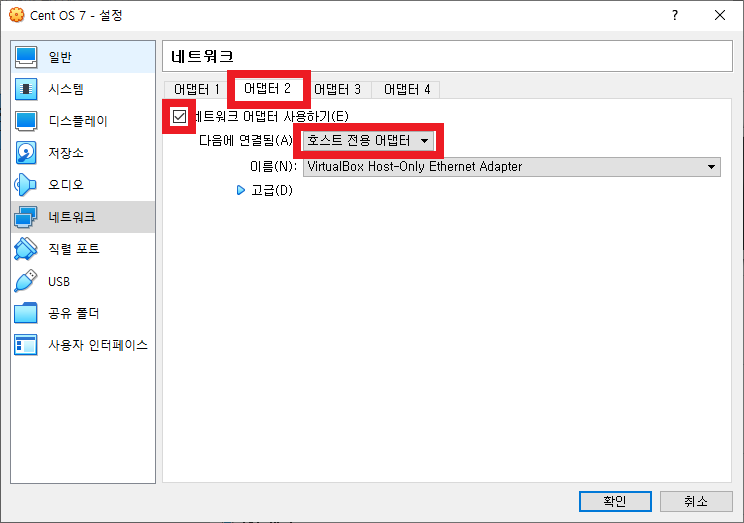 Cent OS 7 - 설정
? ×
일반
시스템
디스플레이
저장소
오디오
네트워크
직렬 포트
USB
공유 폴더
사용자 인터페이스
네트워크
어댑터 1 어댑터 2 어댑터 3 어댑터 4
네트워크 어댑터 사용하기(E)
다음에 연결됨(A) 호스트 전용 어댑터
이름(N): VirtualBox Host-Only Ethernet Adapter
고급(D)
확인 취소